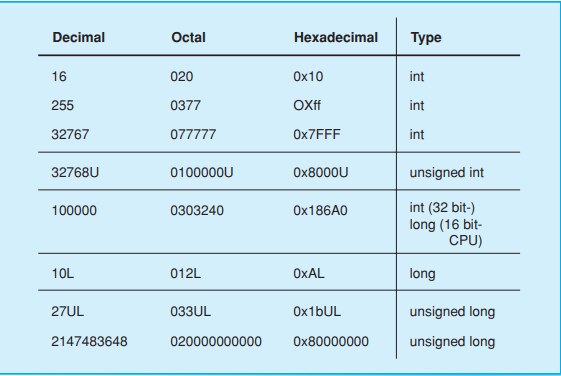 Decimal Octal Hexadecimal Type
16 020 0x10 int
255 0377 OXff int
32767 077777 0x7FFF int
32768U 0100000U 0x8000U unsigned int
100000 0303240 0x186A0 int (32 bit-)
long (16 bit-
CPU)
10L 012L 0xAL long
27UL 033UL 0x1bUL unsigned long
2147483648 020000000000 0x80000000 unsigned long